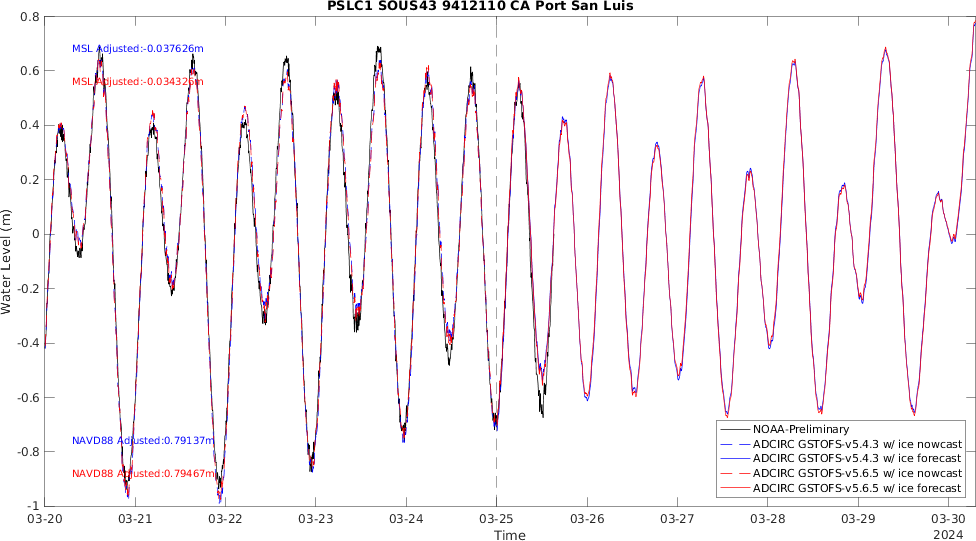 PSLC1 SOUS43 9412110 CA Port San Luis
0.8
0.6
0.4
0.2
0
-0.2
-0.4
-0.6
-0.8
-1
Water Level (m)
MSL Adjusted:-0.037626m
MSL Adjusted:-0.034326m
NAVD88 Adjusted:0.79137m
NAVD88 Adjusted:0.79467m
NOAA-Preliminary
ADCIRC GSTOFS-v5.4.3 w/ ice nowcast
ADCIRC GSTOFS-v5.4.3 w/ ice forecast
ADCIRC GSTOFS-v5.6.5 w/ ice nowcast
ADCIRC GSTOFS-v5.6.5 w/ ice forecast
03-20 03-21 03-22 03-23 03-24 03-25 03-26 03-27 03-28 03-29 03-30
2024
Time